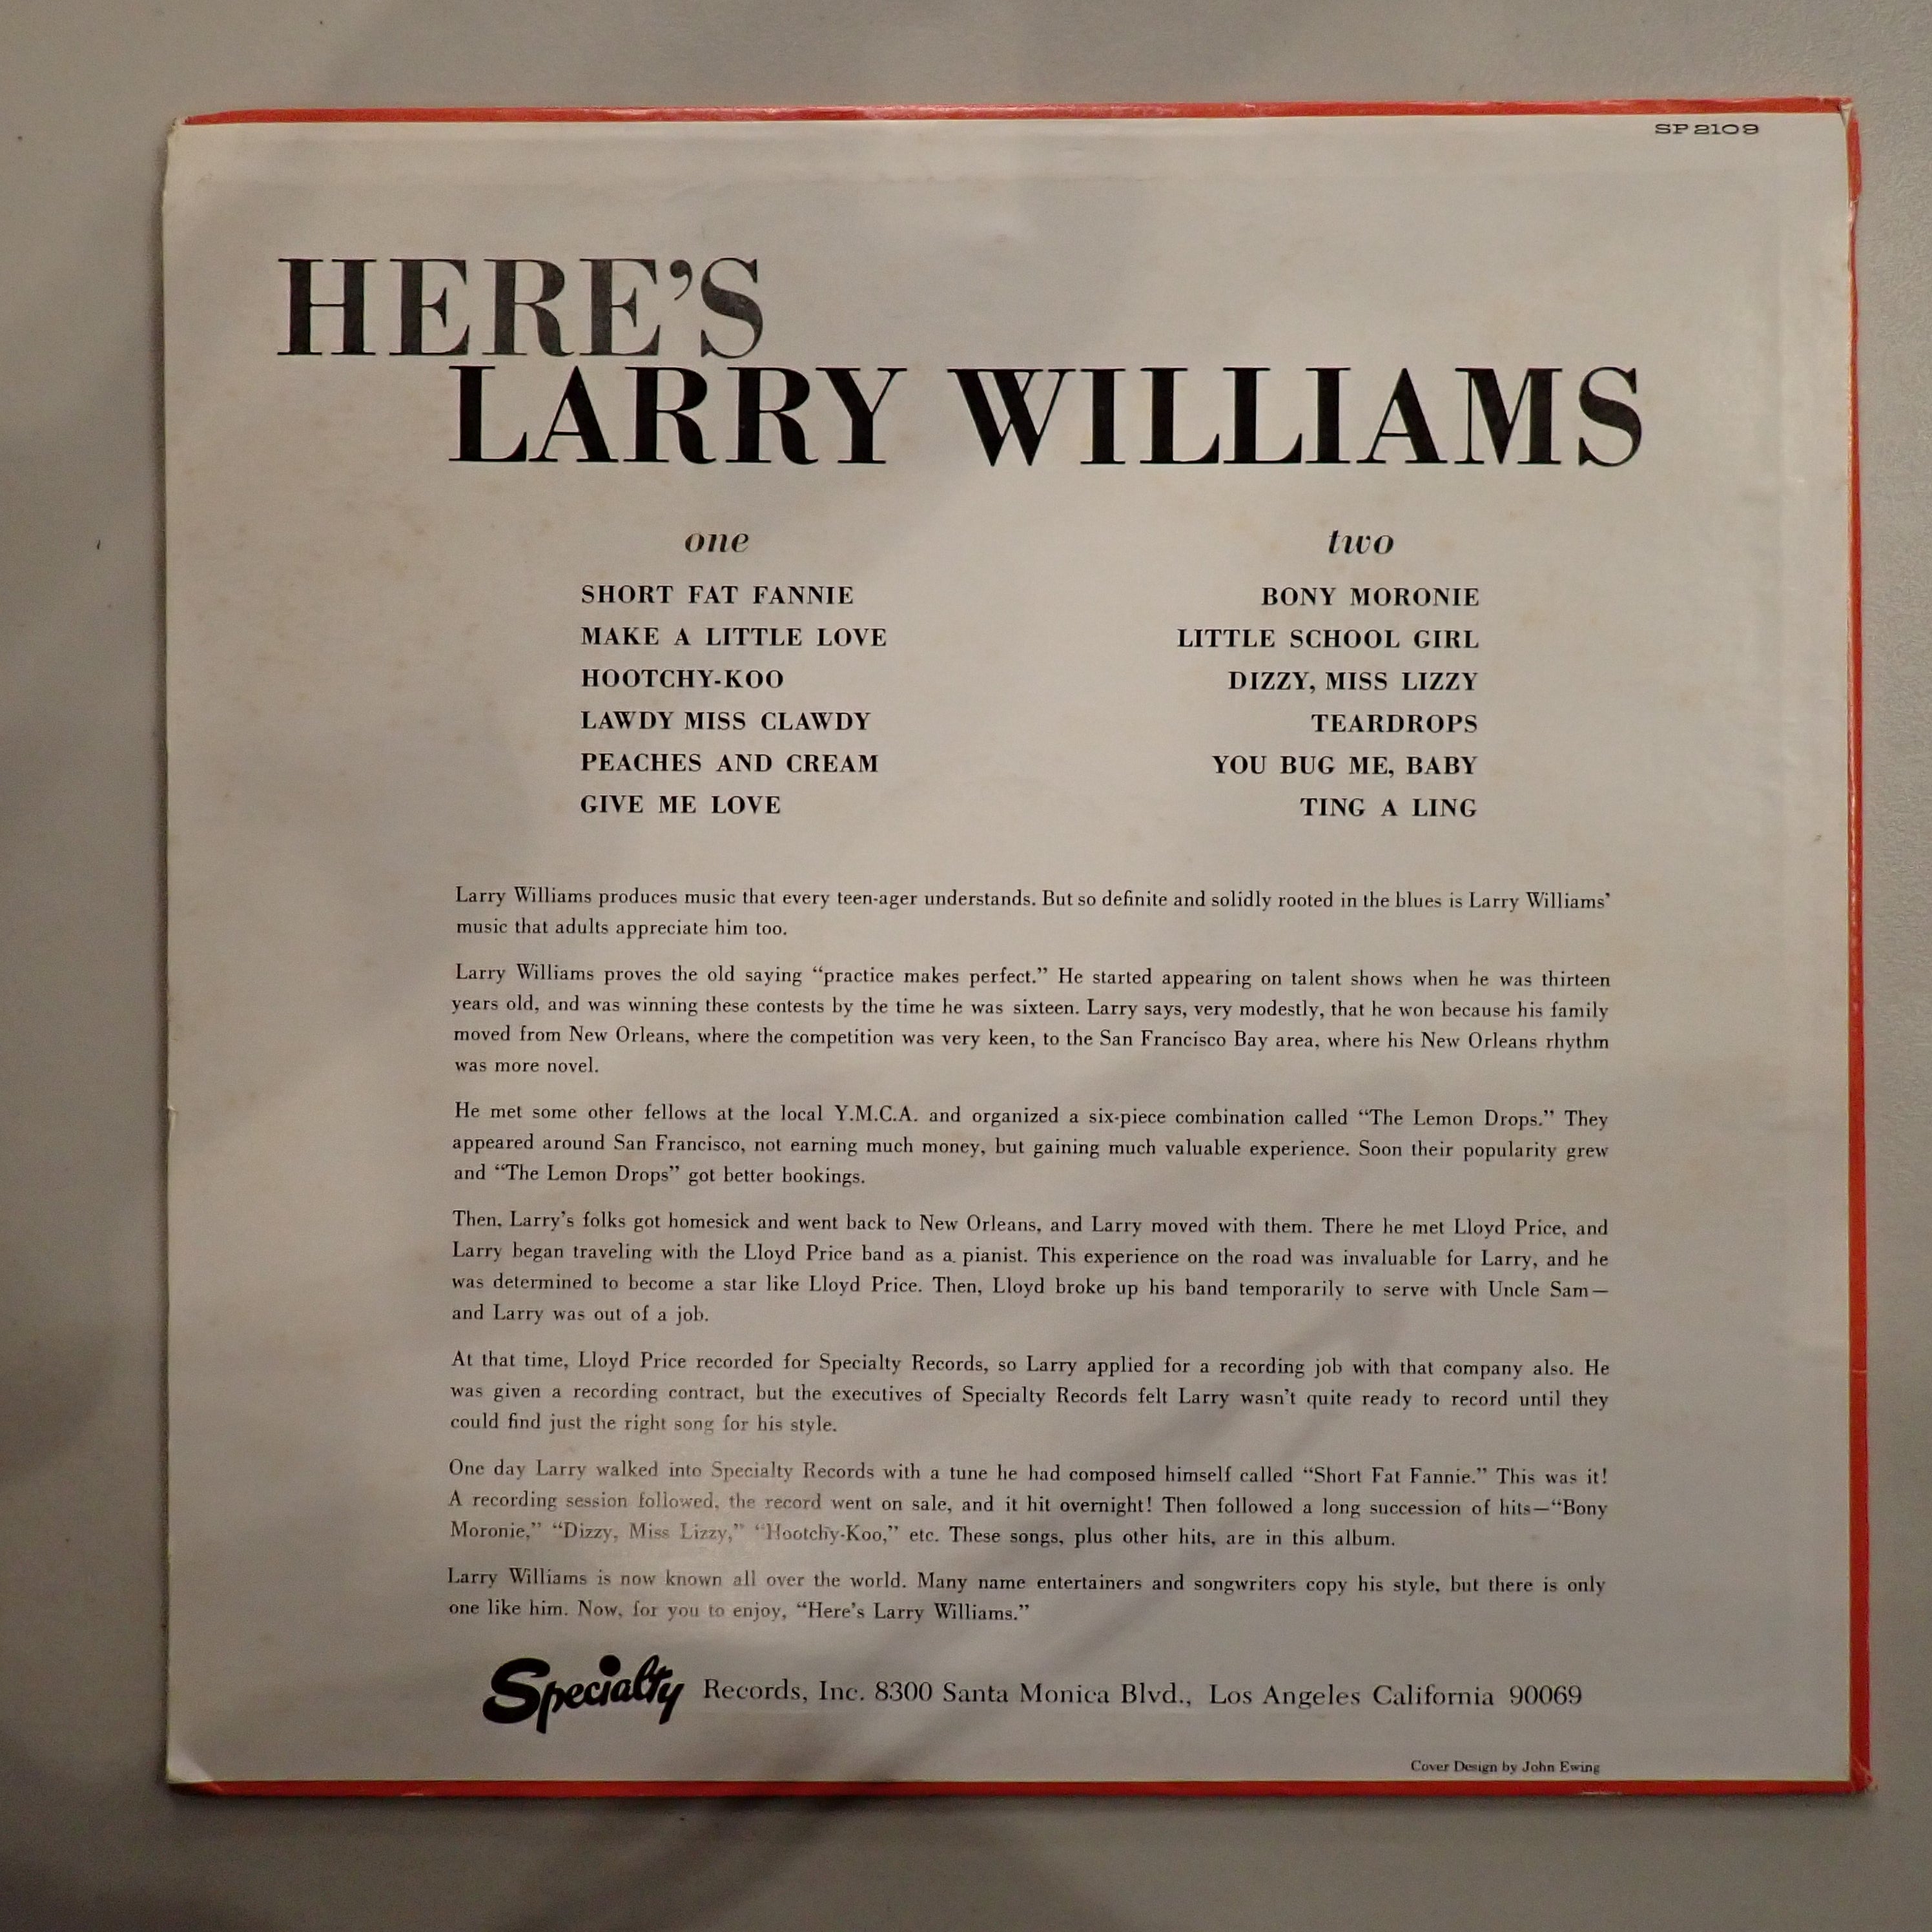 SP 2109
HERE'S
LARRY WILLIAMS
one
SHORT FAT FANNIE
MAKE A LITTLE LOVE
HOOTCHY-KOO
LAWDY MISS CLAWDY
PEACHES AND CREAM
GIVE ME LOVE
two
BONY MORONIE
LITTLE SCHOOL GIRL
DIZZY, MISS LIZZY
TEARDROPS
YOU BUG ME, BABY
TING A LING
Larry Williams produces music that every teen-ager understands. But so definite and solidly rooted in the blues is Larry Williams'
music that adults appreciate him too.
Larry Williams proves the old saying “practice makes perfect.” He started appearing on talent shows when he was thirteen
years old, and was winning these contests by the time he was sixteen. Larry says, very modestly, that he won because his family
moved from New Orleans, where the competition was very keen, to the San Francisco Bay area, where his New Orleans rhythm
was more novel.
He met some other fellows at the local Y.M.C.A. and organized a six-piece combination called “The Lemon Drops.” They
appeared around San Francisco, not earning much money, but gaining much valuable experience. Soon their popularity grew
and “The Lemon Drops” got better bookings.
Then, Larry's folks got homesick and went back to New Orleans, and Larry moved with them. There he met Lloyd Price, and
Larry began traveling with the Lloyd Price band as a pianist. This experience on the road was invaluable for Larry, and he
was determined to become a star like Lloyd Price. Then, Lloyd broke up his band temporarily to serve with Uncle Sam—
and Larry was out of a job.
At that time, Lloyd Price recorded for Specialty Records, so Larry applied for a recording job with that company also. He
was given a recording contract, but the executives of Specialty Records felt Larry wasn't quite ready to record until they
could find just the right song for his style.
One day Larry walked into Specialty Records with a tune he had composed himself called “Short Fat Fannie.” This was it!
A recording session followed, the record went on sale, and it hit overnight! Then followed a long succession of hits—“Bony
Moronie,” “Dizzy, Miss Lizzy,” “Hootchy-Koo,” etc. These songs, plus other hits, are in this album.
Larry Williams is now known all over the world. Many name entertainers and songwriters copy his style, but there is only
one like him. Now, for you to enjoy, “Here's Larry Williams.”
Specialty Records, Inc. 8300 Santa Monica Blvd., Los Angeles California 90069
Cover Design by John Ewing